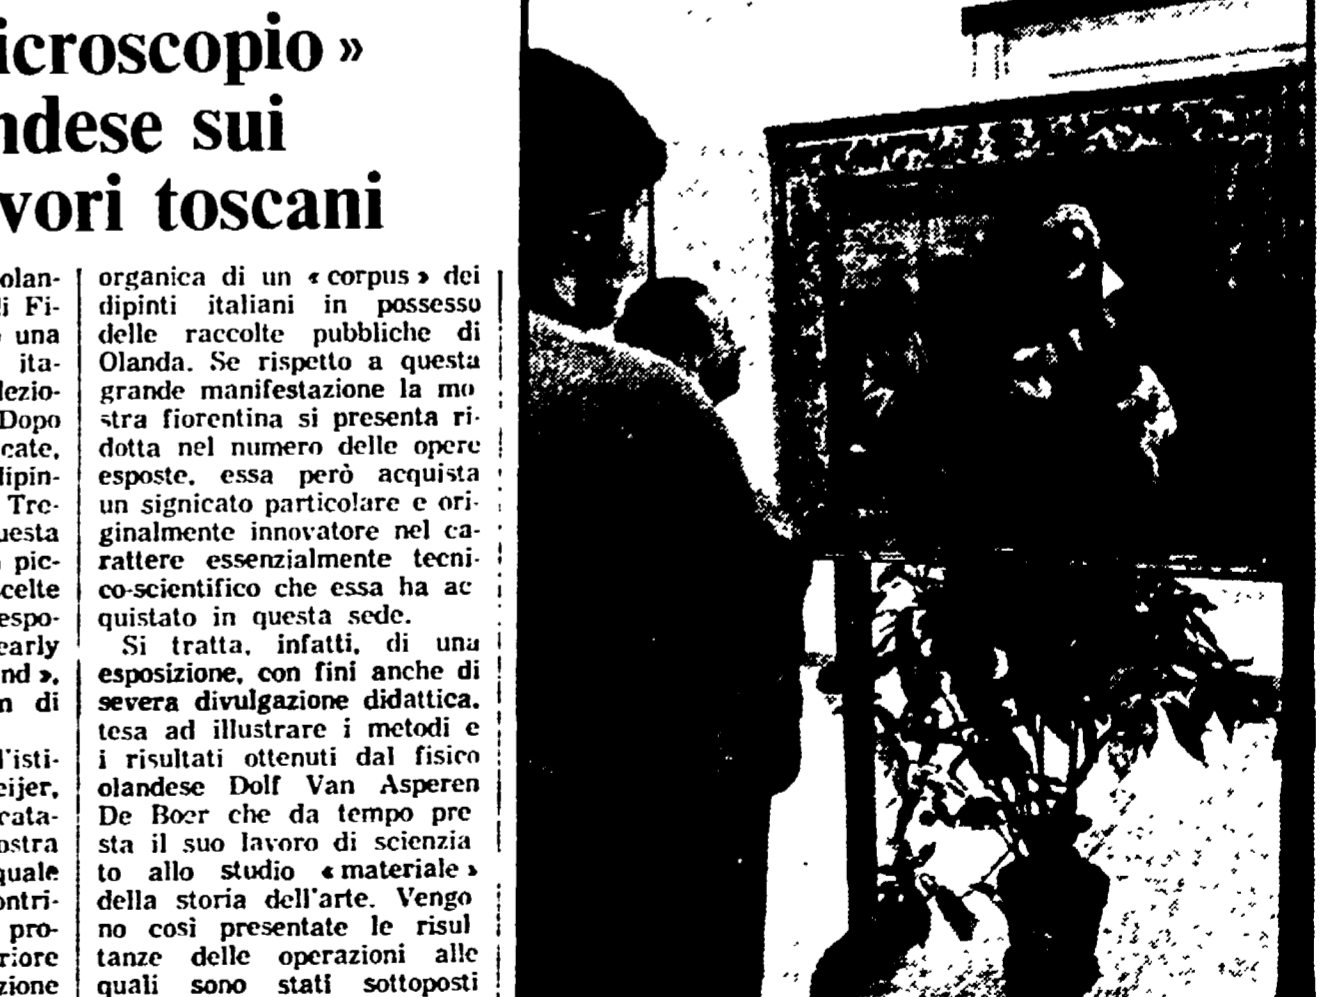 icroscopio »
ndese sui
vori toscani
olan-
li Fi-
una
ita-
lezio-
Dopo
cate,
lipin-
Tre-
uesta
pic-
celte
espo-
early
nd »,
n di
l'isti-
eijer,
cata-
ostra
quale
ontri-
pro-
riore
zione
organica di un « corpus » dei
dipinti italiani in possesso
delle raccolte pubbliche di
Olanda. Se rispetto a questa
grande manifestazione la mo
stra fiorentina si presenta ri-
dotta nel numero delle opere
esposte, essa però acquista
un signicato particolare e ori-
ginalmente innovatore nel ca-
rattere essenzialmente tecni-
co-scientifico che essa ha ac
quistato in questa sede.
Si tratta, infatti, di una
esposizione, con fini anche di
severa divulgazione didattica,
tesa ad illustrare i metodi e
i risultati ottenuti dal fisico
olandese Dolf Van Asperen
De Boer che da tempo pre
sta il suo lavoro di scienzia
to allo studio « materiale »
della storia dell'arte. Vengo
no così presentate le risul
tanze delle operazioni alle
quali sono stati sottoposti